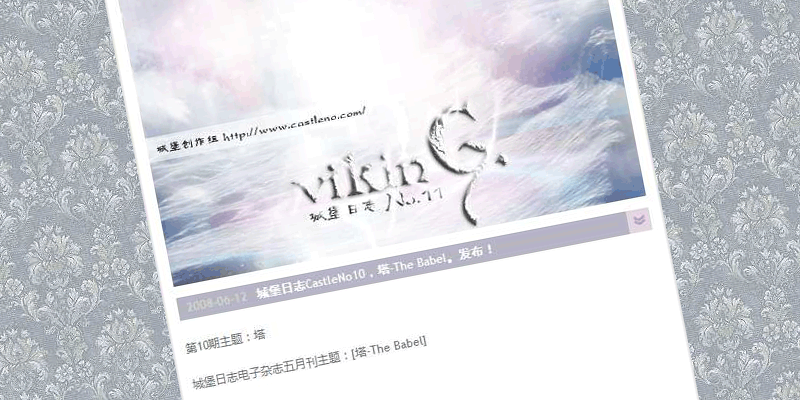 城堡创作组 http://www.castleno.com/
vikinG.
城堡日志 No.11
2008-06-12 城堡日志CastleNo10，塔-The Babel。发布！
第10期主题：塔
城堡日志电子杂志五月刊主题：[塔-The Babel]